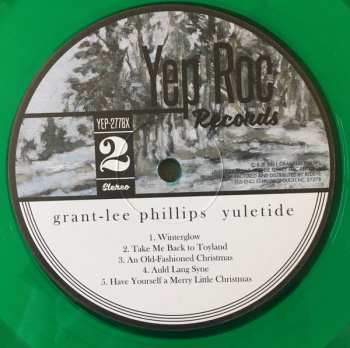 Yep Roc
Records
YEP-2778X
2
Stereo
grant-lee phillips yuletide
1. Winterglow
2. Take Me Back to Toyland
3. An Old-Fashioned Christmas
4. Auld Lang Syne
5. Have Yourself a Merry Little Christmas